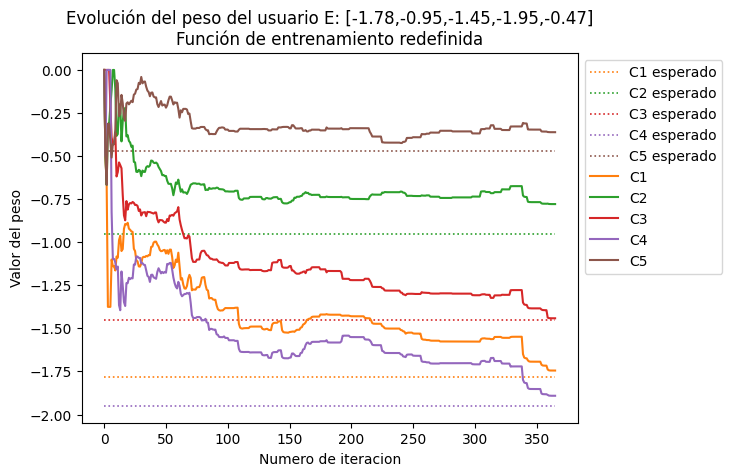 Evolución del peso del usuario E: [-1.78,-0.95,-1.45,-1.95,-0.47]
Función de entrenamiento redefinida
C1 esperado
C2 esperado
C3 esperado
C4 esperado
C5 esperado
C1
C2
C3
C4
C5
Valor del peso
0.00
−0.25
−0.50
−0.75
−1.00
−1.25
−1.50
−1.75
−2.00
0
50
100
150
200
250
300
350
Numero de iteracion